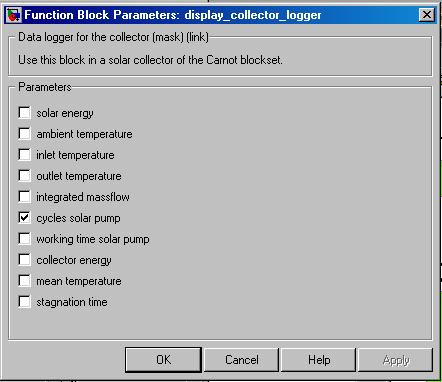 Function Block Parameters: display_collector_logger
Data logger for the collector (mask) (link)
Use this block in a solar collector of the Carnot blockset.
Parameters
solar energy
ambient temperature
inlet temperature
outlet temperature
integrated massflow
cycles solar pump
working time solar pump
collector energy
mean temperature
stagnation time
OK Cancel Help Apply